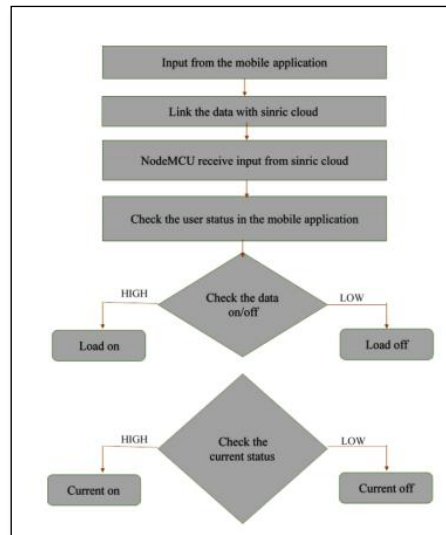 Input from the mobile application
Link the data with sinric cloud
NodeMCU receive input from sinric cloud
Check the user status in the mobile application
HIGH
Check the data
on/off
LOW
Load on
Load off
HIGH
Check the
current status
LOW
Current on
Current off